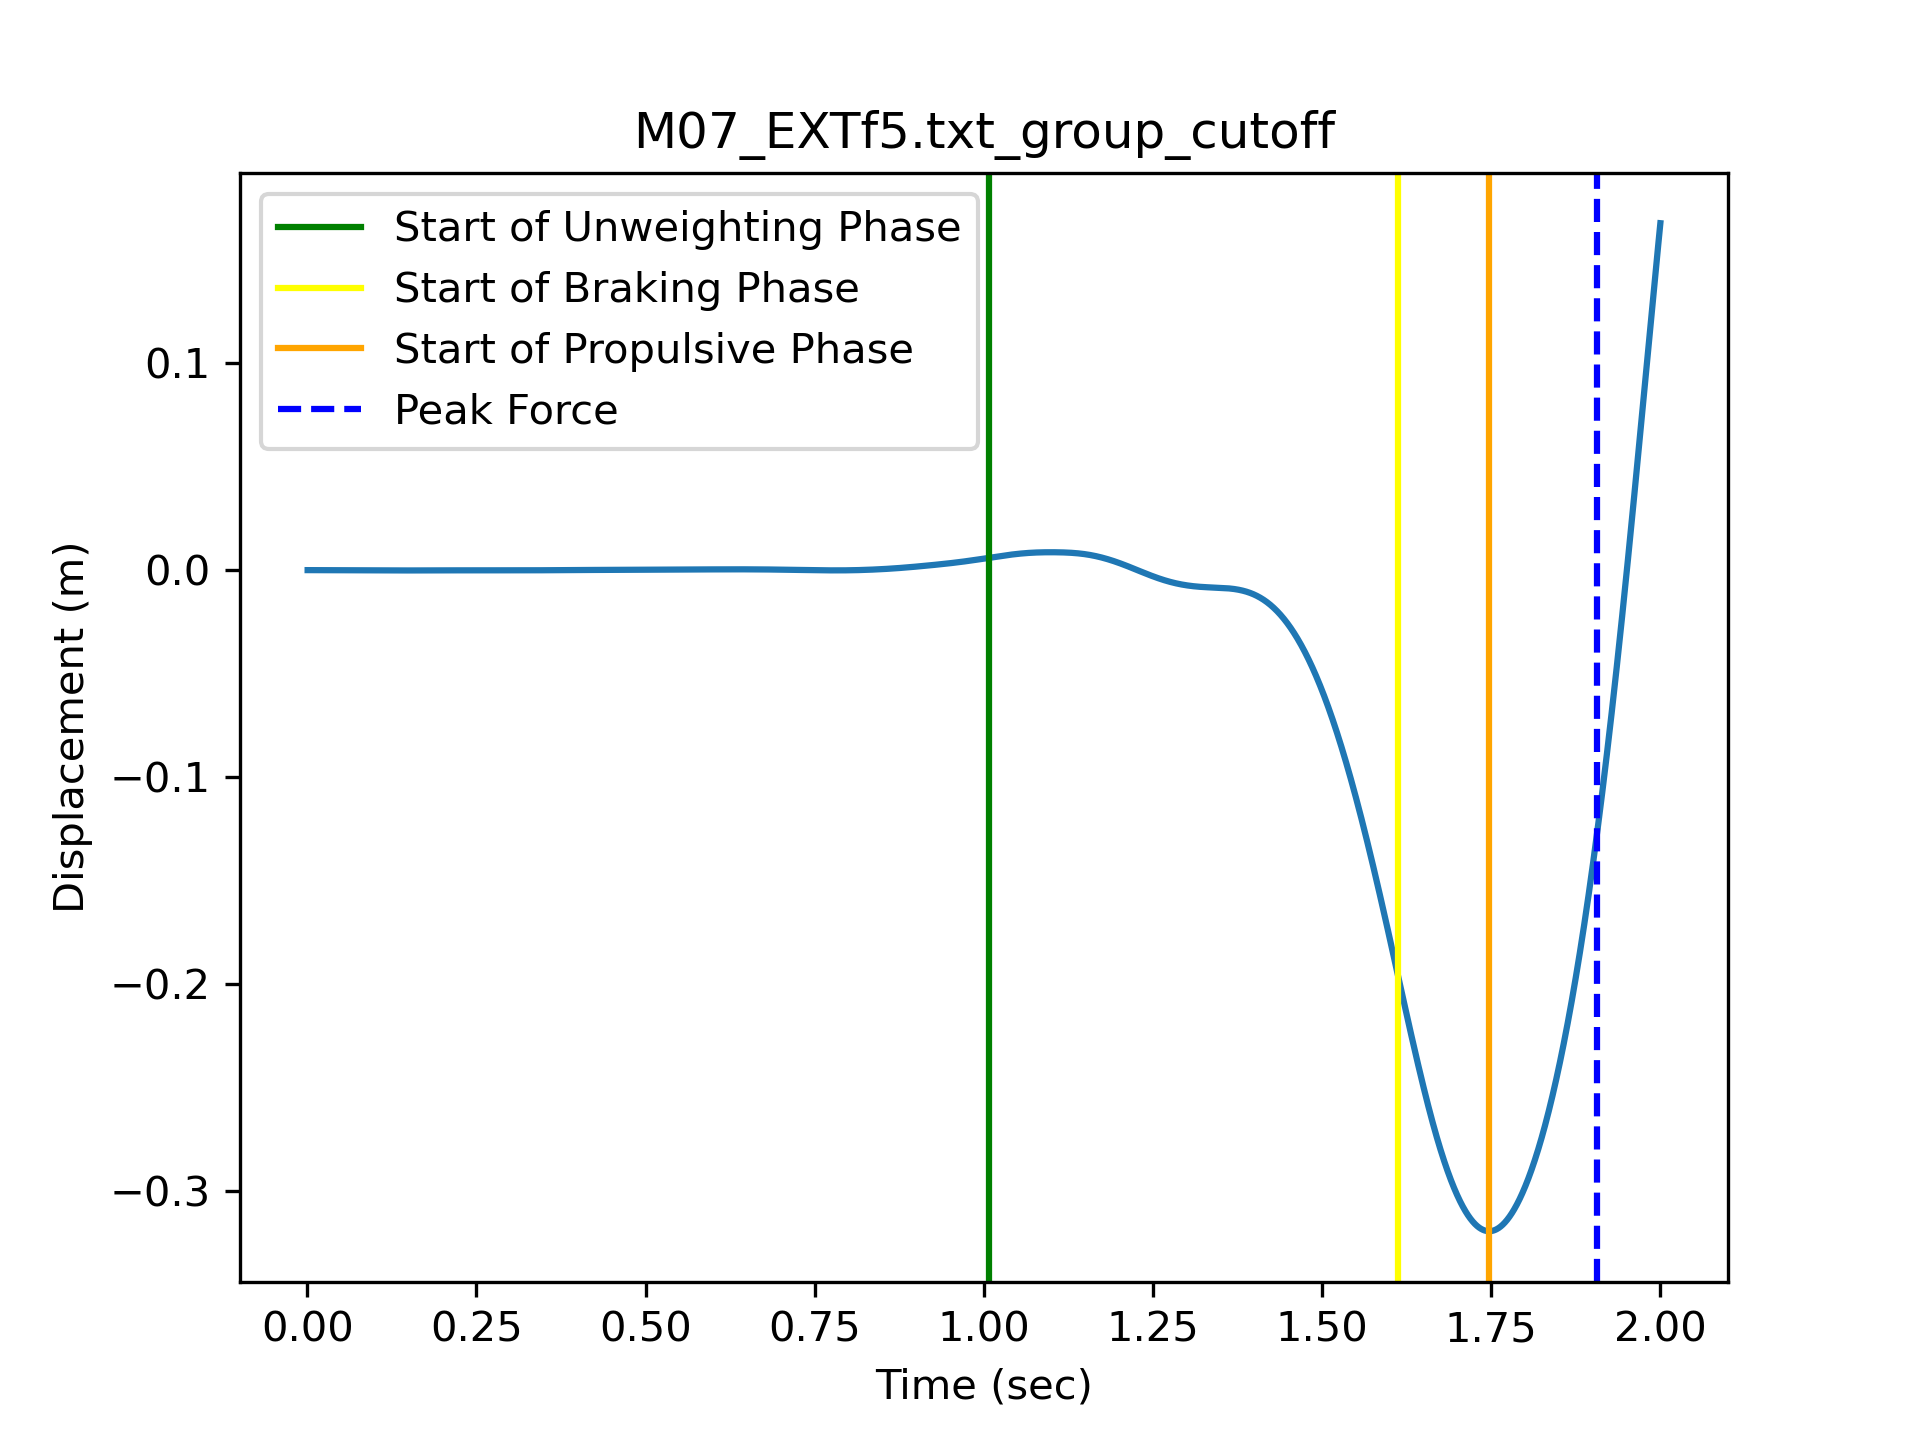 M07_EXTf5.txt_group_cutoff
Start of Unweighting Phase
Start of Braking Phase
Start of Propulsive Phase
Peak Force
Displacement (m)
0.1
0.0
−0.1
−0.2
−0.3
0.00 0.25 0.50 0.75 1.00 1.25 1.50 1.75 2.00
Time (sec)